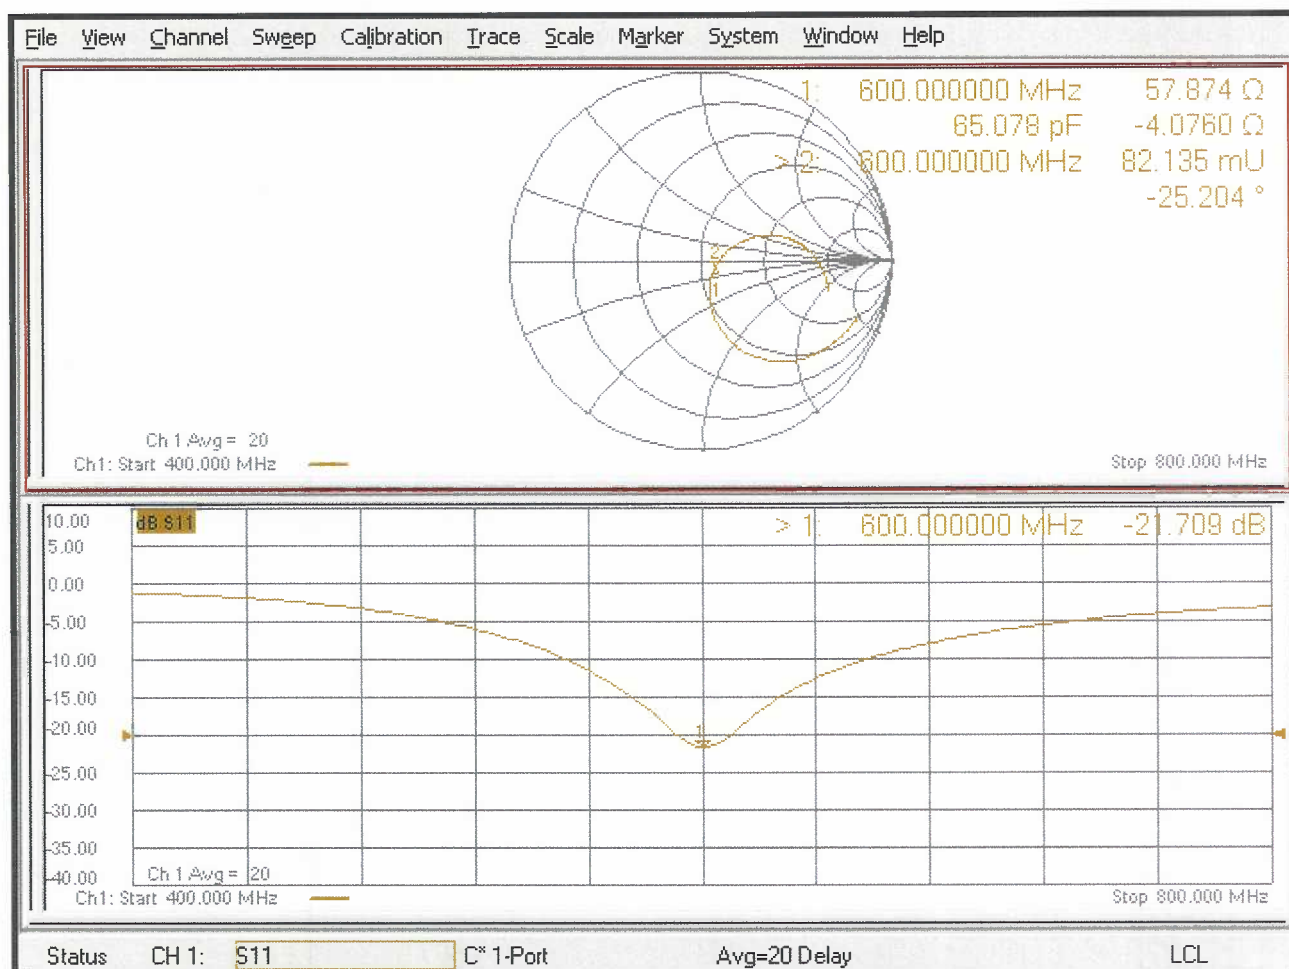 File View Channel Sweep Calibration Trace Scale Marker System Window Help
1: 600.000000 MHz 57.874 Ω
65.078 pF -4.0760 Ω
> 2: 600.000000 MHz 82.135 mU
-25.204 °
2
1
Ch 1 Avg = 20
Ch1: Start 400.000 MHz
Stop 800.000 MHz
10.00
dB S11
> 1: 600.000000 MHz -21.709 dB
5.00
0.00
-5.00
-10.00
-15.00
-20.00
1
-25.00
-30.00
-35.00
-40.00
Ch 1 Avg = 20
Ch1: Start 400.000 MHz
Stop 800.000 MHz
Status CH 1: S11 C* 1-Port Avg=20 Delay LCL